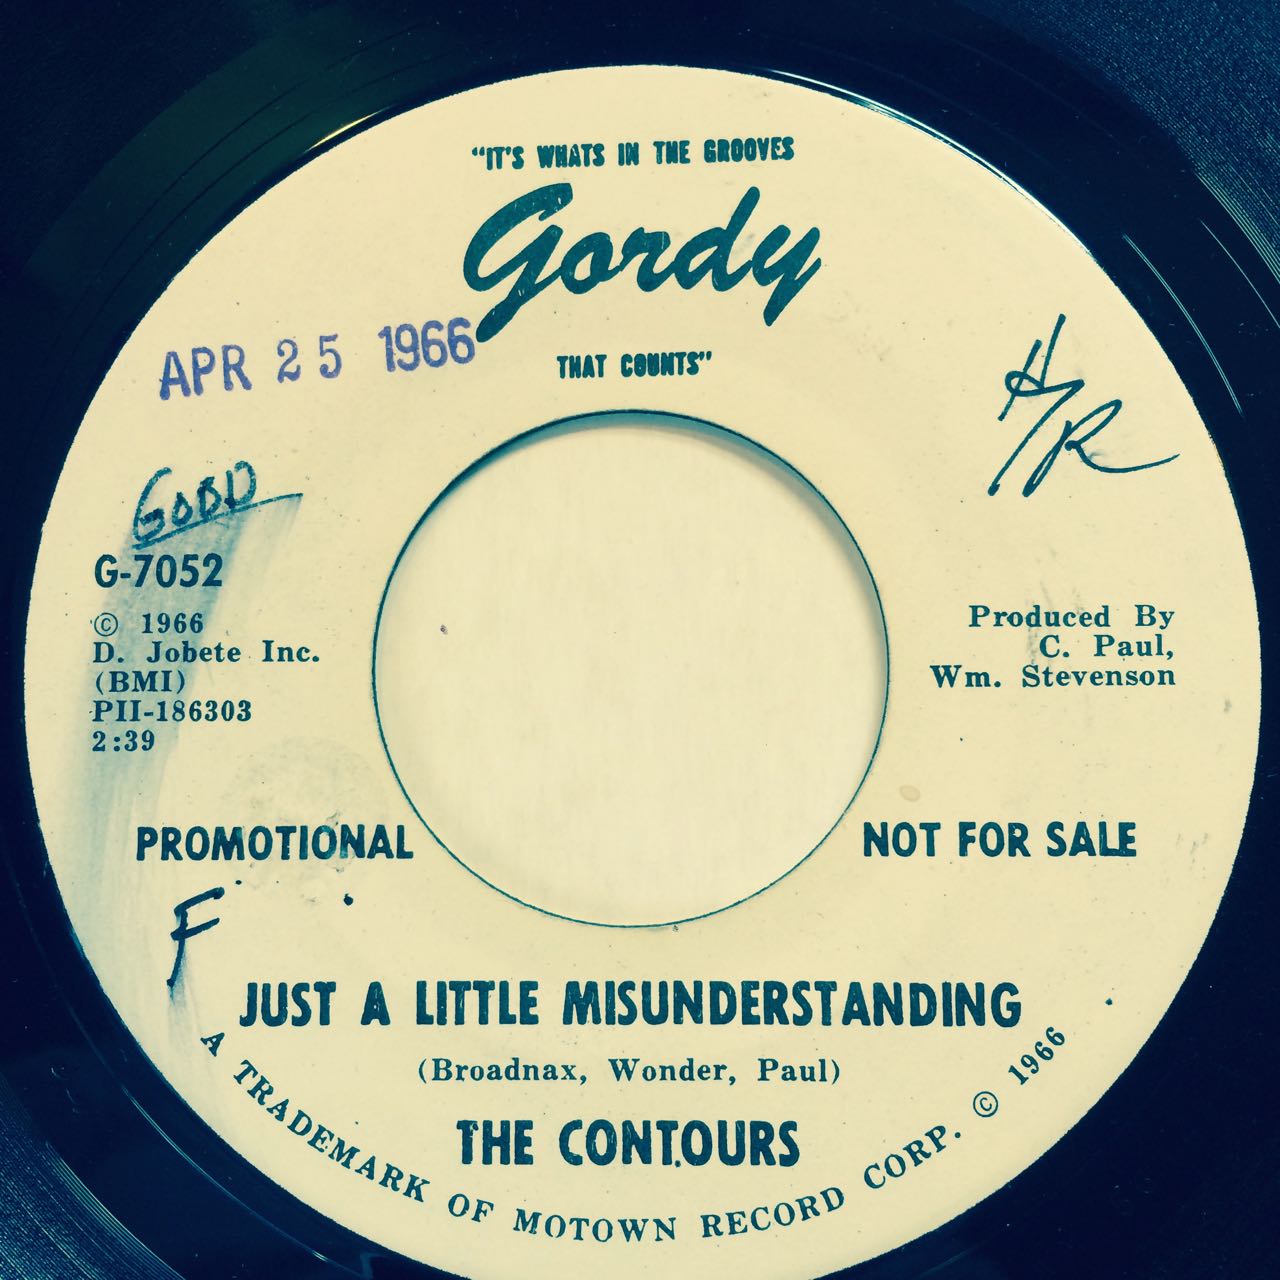 "IT'S WHATS IN THE GROOVES
Gordy
THAT COUNTS"
APR 25 1966
H/R
GOOD
G-7052
© 1966
D. Jobete Inc.
(BMI)
PII-186303
2:39
Produced By
C. Paul,
Wm. Stevenson
PROMOTIONAL
NOT FOR SALE
F
JUST A LITTLE MISUNDERSTANDING
(Broadnax, Wonder, Paul)
THE CONTOURS
A TRADEMARK OF MOTOWN RECORD CORP. © 1966